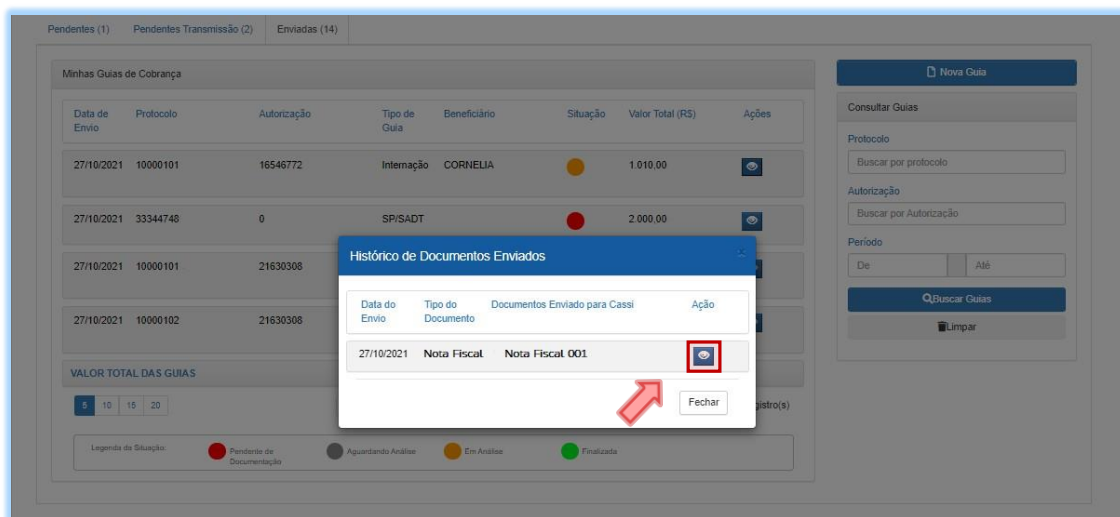 Pendentes (1) Pendentes Transmissão (2) Enviadas (14)
Minhas Guias de Cobrança
Data de Envio Protocolo Autorização Tipo de Guia Beneficiário Situação Valor Total (R$) Ações
27/10/2021 10000101 16546772 Internação CORNELIA 1.010,00
27/10/2021 33344748 0 SP/SADT 2.000,00
27/10/2021 10000101 21630308
27/10/2021 10000102 21630308
VALOR TOTAL DAS GUIAS
5 10 15 20
gistro(s)
Legenda da Situação: Pendente de Documentação Aguardando Análise Em Análise Finalizada
Histórico de Documentos Enviados ×
Data do Envio Tipo do Documento Documentos Enviado para Cassi Ação
27/10/2021 Nota Fiscal Nota Fiscal 001
Fechar
Nova Guia
Consultar Guias
Protocolo
Buscar por protocolo
Autorização
Buscar por Autorização
Período
De Até
Buscar Guias
Limpar